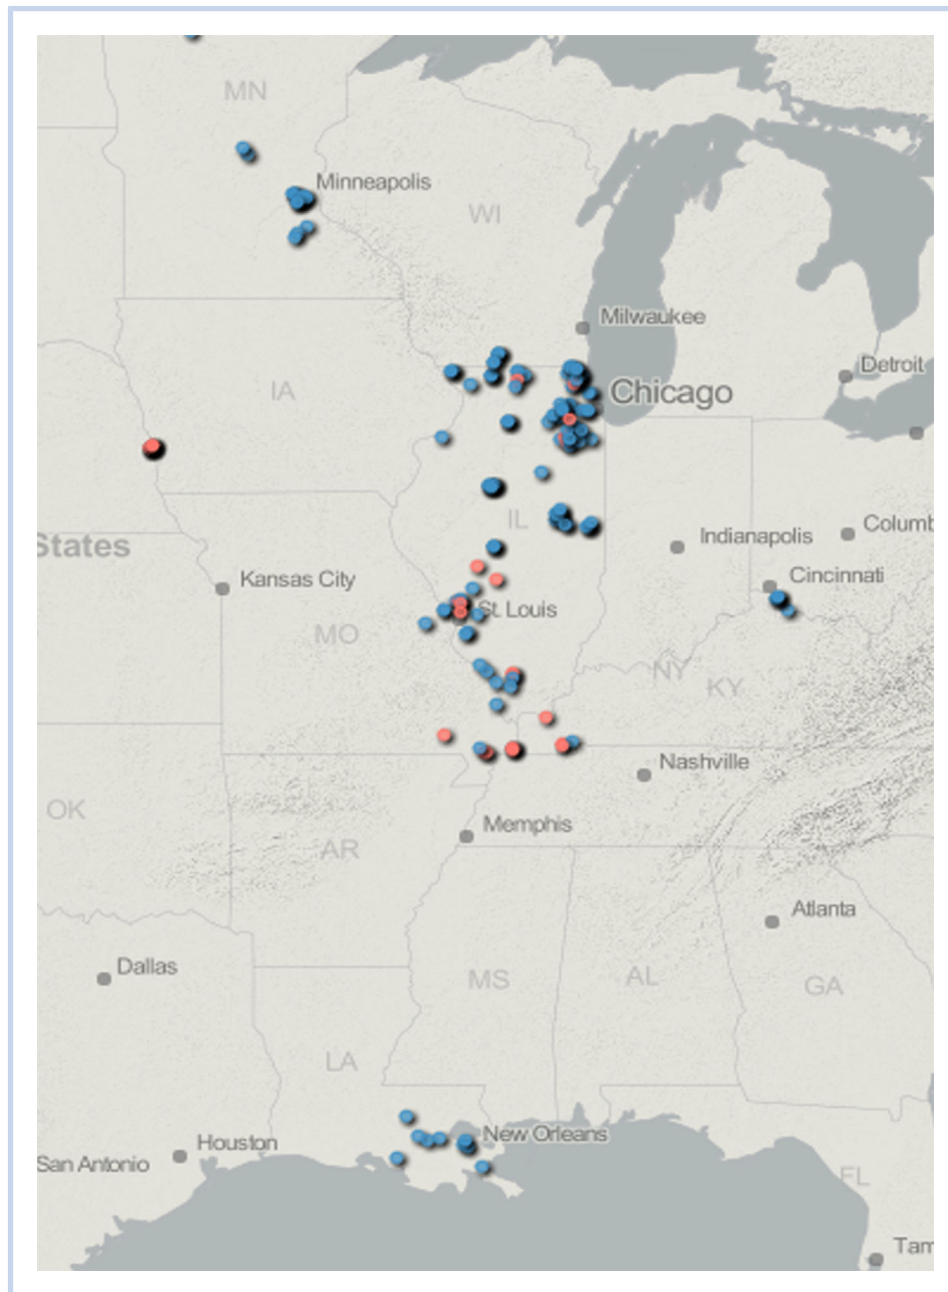 MN
Minneapolis
WI
Milwaukee
Detroit
Chicago
IA
IL
Columb
Indianapolis
States
Cincinnati
Kansas City
St. Louis
MO
NY
KY
Nashville
OK
Memphis
AR
Atlanta
Dallas
MS
AL
GA
LA
New Orleans
Houston
San Antonio
FL
Tam